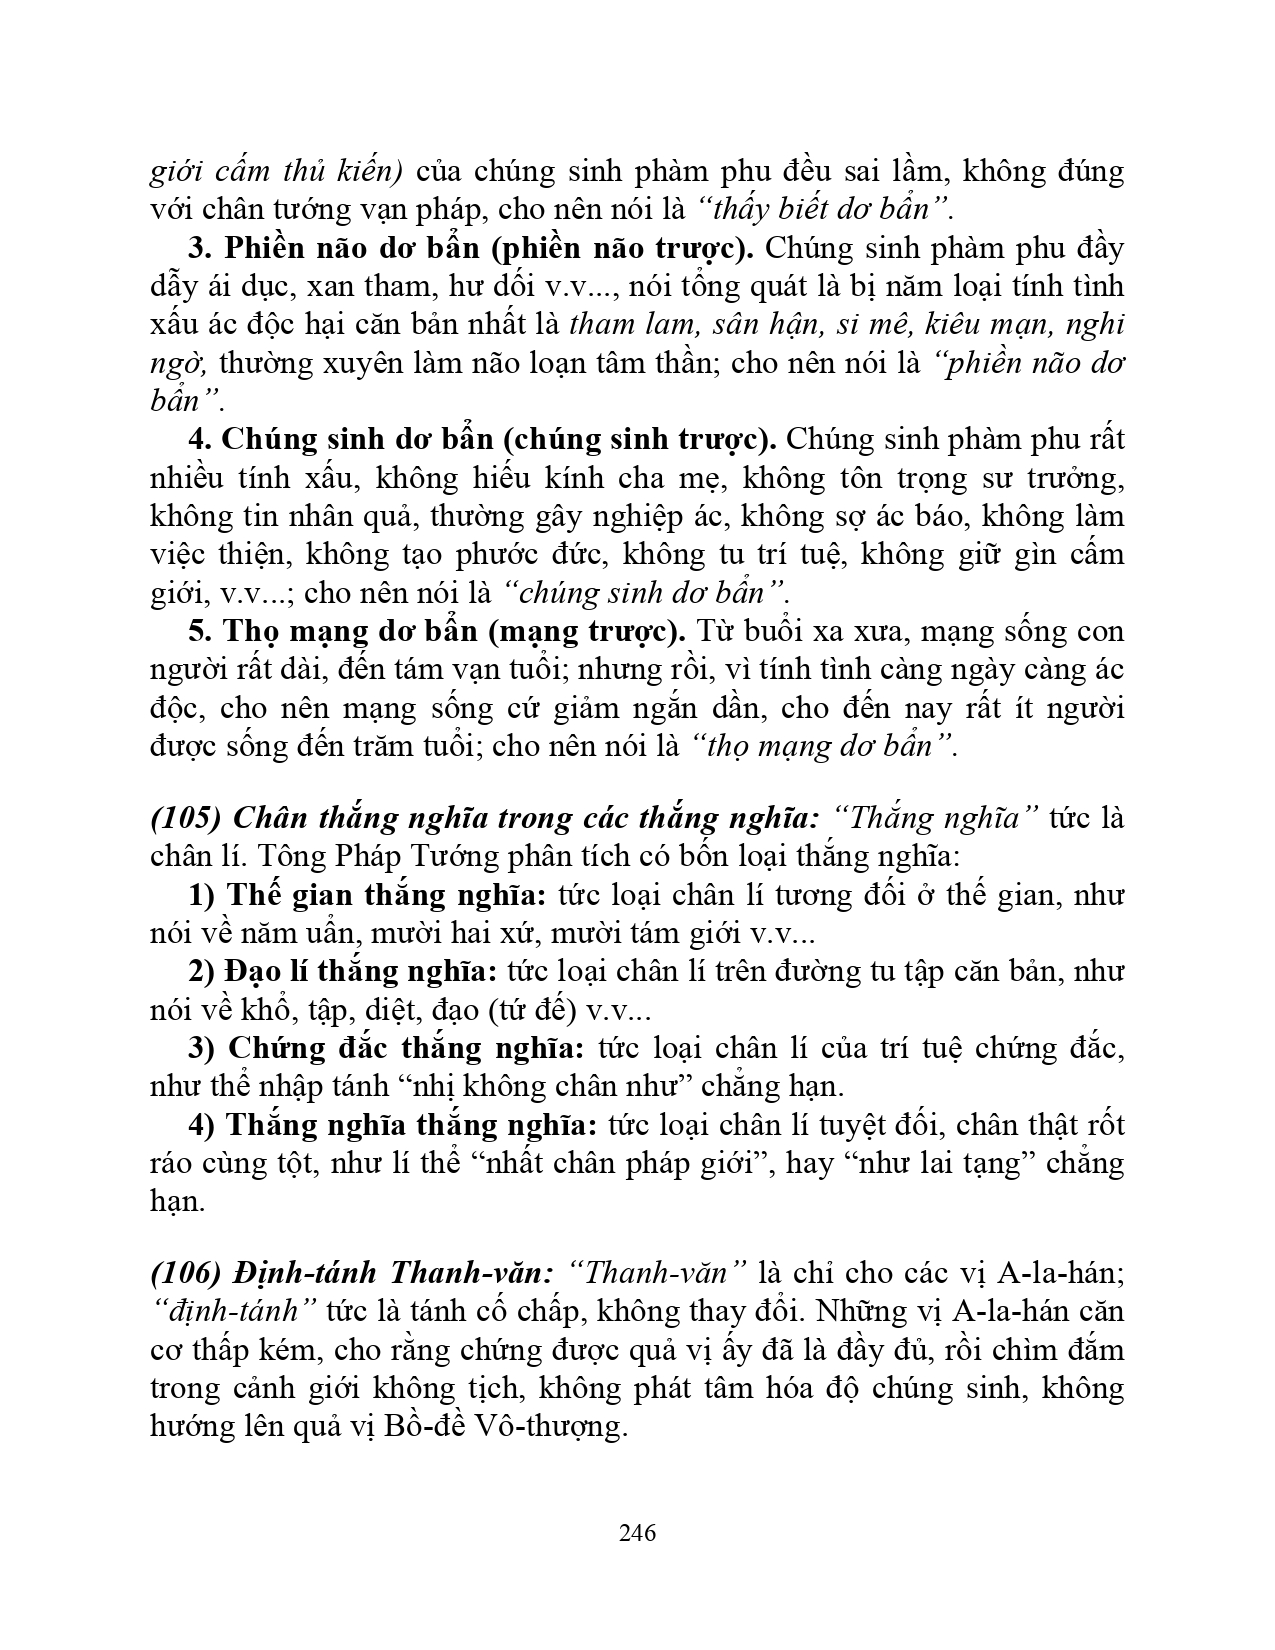 giới cấm thủ kiến) của chúng sinh phàm phu đều sai lầm, không đúng
với chân tướng vạn pháp, cho nên nói là “thấy biết dơ bẩn”.
3. Phiền não dơ bẩn (phiền não trược). Chúng sinh phàm phu đầy
dẫy ái dục, xan tham, hư dối v.v..., nói tổng quát là bị năm loại tính tình
xấu ác độc hại căn bản nhất là tham lam, sân hận, si mê, kiêu mạn, nghi
ngờ, thường xuyên làm não loạn tâm thần; cho nên nói là “phiền não dơ
bẩn”.
4. Chúng sinh dơ bẩn (chúng sinh trược). Chúng sinh phàm phu rất
nhiều tính xấu, không hiếu kính cha mẹ, không tôn trọng sư trưởng,
không tin nhân quả, thường gây nghiệp ác, không sợ ác báo, không làm
việc thiện, không tạo phước đức, không tu trí tuệ, không giữ gìn cấm
giới, v.v...; cho nên nói là “chúng sinh dơ bẩn”.
5. Thọ mạng dơ bẩn (mạng trược). Từ buổi xa xưa, mạng sống con
người rất dài, đến tám vạn tuổi; nhưng rồi, vì tính tình càng ngày càng ác
độc, cho nên mạng sống cứ giảm ngắn dần, cho đến nay rất ít người
được sống đến trăm tuổi; cho nên nói là “thọ mạng dơ bẩn”.
(105) Chân thắng nghĩa trong các thắng nghĩa: “Thắng nghĩa” tức là
chân lí. Tông Pháp Tướng phân tích có bốn loại thắng nghĩa:
1) Thế gian thắng nghĩa: tức loại chân lí tương đối ở thế gian, như
nói về năm uẩn, mười hai xứ, mười tám giới v.v...
2) Đạo lí thắng nghĩa: tức loại chân lí trên đường tu tập căn bản, như
nói về khổ, tập, diệt, đạo (tứ đế) v.v...
3) Chứng đắc thắng nghĩa: tức loại chân lí của trí tuệ chứng đắc,
như thể nhập tánh “nhị không chân như” chẳng hạn.
4) Thắng nghĩa thắng nghĩa: tức loại chân lí tuyệt đối, chân thật rốt
ráo cùng tột, như lí thể “nhất chân pháp giới”, hay “như lai tạng” chẳng
hạn.
(106) Định-tánh Thanh-văn: “Thanh-văn” là chỉ cho các vị A-la-hán;
“định-tánh” tức là tánh cố chấp, không thay đổi. Những vị A-la-hán căn
cơ thấp kém, cho rằng chứng được quả vị ấy đã là đầy đủ, rồi chìm đắm
trong cảnh giới không tịch, không phát tâm hóa độ chúng sinh, không
hướng lên quả vị Bồ-đề Vô-thượng.
246